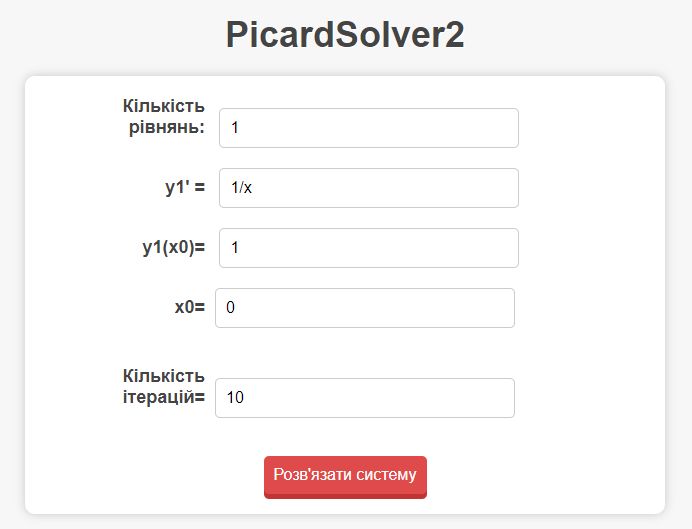 PicardSolver2
Кількість
рівнянь:
1
y1' =
1/x
y1(x0)=
1
x0=
0
Кількість
ітерацій=
10
Розв'язати систему